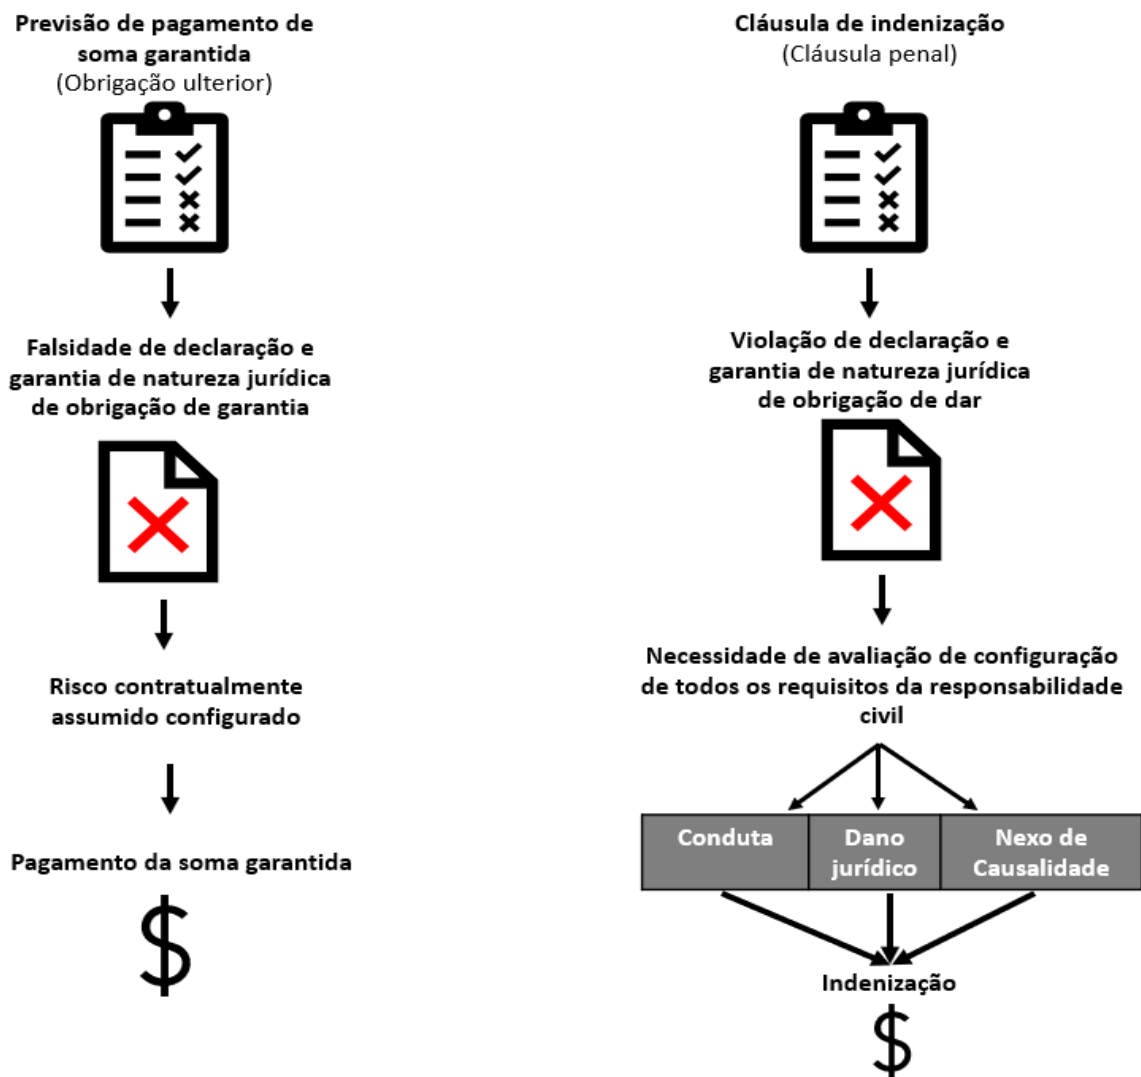 Previsão de pagamento de
soma garantida
(Obrigação ulterior)
Falsidade de declaração e
garantia de natureza jurídica
de obrigação de garantia
Risco contratualmente
assumido configurado
Pagamento da soma garantida
$
Cláusula de indenização
(Cláusula penal)
Violação de declaração e
garantia de natureza jurídica
de obrigação de dar
Necessidade de avaliação de configuração
de todos os requisitos da responsabilidade
civil
Conduta
Dano
jurídico
Nexo de
Causalidade
Indenização
$